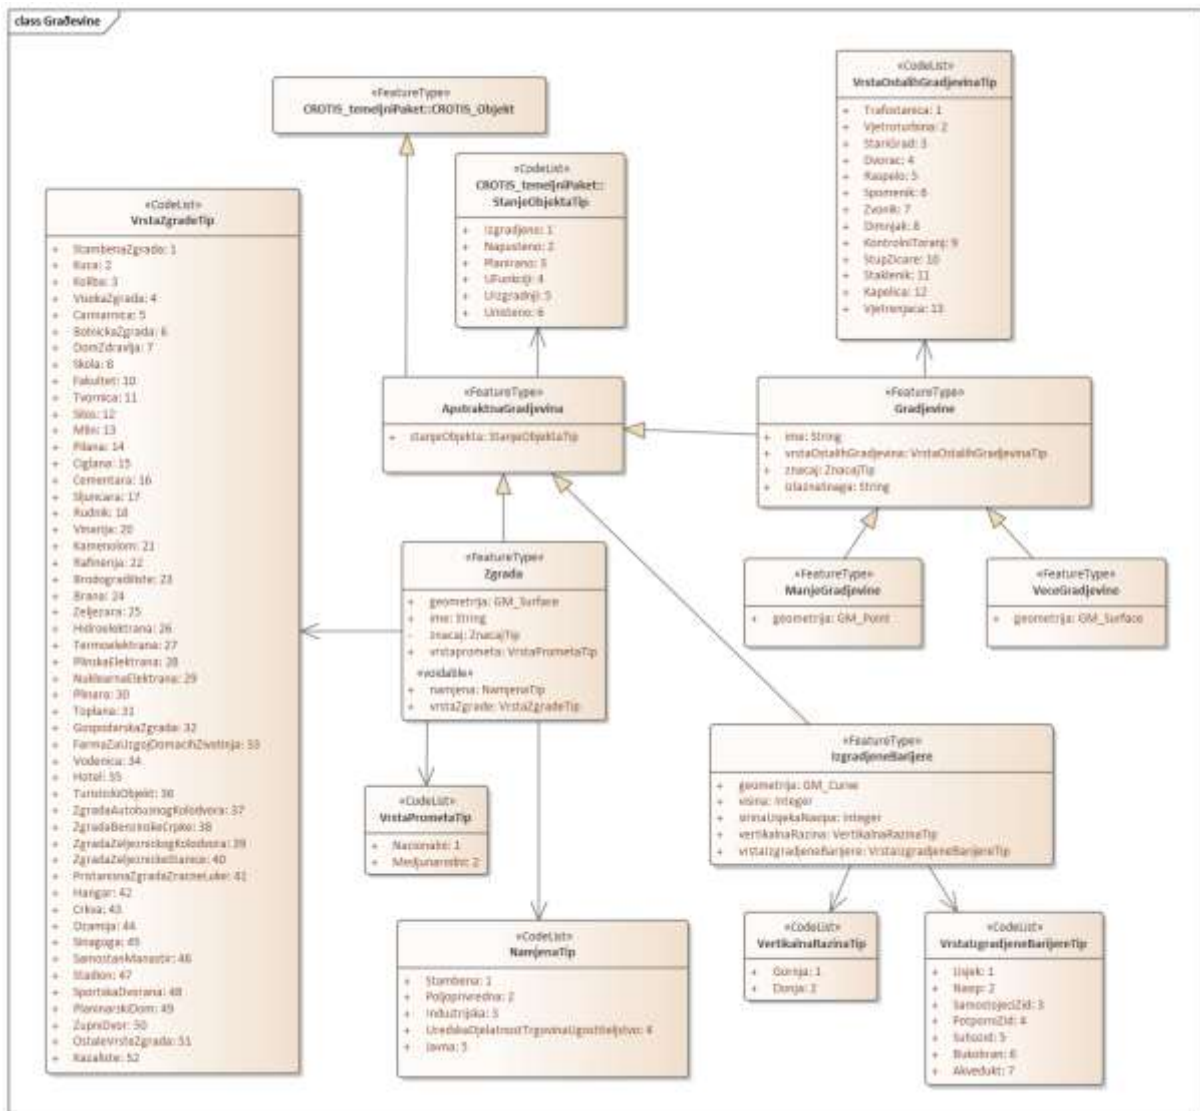 class Građevine
«FeatureType»
CROTIS_temeljniPaket::CROTIS_Objekt
«CodeList»
CROTIS_temeljniPaket::
StanjeObjektaTip
+ Izgradjeno: 1
+ Napusteno: 2
+ Planirano: 3
+ UFunkciji: 4
+ UIzgradnji: 5
+ Unisteno: 6
«CodeList»
VrstaOstalihGradjevinaTip
+ Trafostanica: 1
+ Vjetroturbina: 2
+ StariGrad: 3
+ Dvorac: 4
+ Raspelo: 5
+ Spomenik: 6
+ Zvonik: 7
+ Dimnjak: 8
+ KontrolniToranj: 9
+ StupZicare: 10
+ Staklenik: 11
+ Kapelica: 12
+ Vjetrenjaca: 13
«CodeList»
VrstaZgradeTip
+ StambenaZgrada: 1
+ Kuca: 2
+ Koliba: 3
+ VisokaZgrada: 4
+ Carinarnica: 5
+ BolnickaZgrada: 6
+ DomZdravlja: 7
+ Skola: 8
+ Fakultet: 10
+ Tvornica: 11
+ Silos: 12
+ Mlin: 13
+ Pilana: 14
+ Ciglana: 15
+ Cementara: 16
+ Sljuncara: 17
+ Rudnik: 18
+ Vinarija: 20
+ Kamenolom: 21
+ Rafinerija: 22
+ Brodogradiliste: 23
+ Brana: 24
+ Zeljezara: 25
+ Hidroelektrana: 26
+ Termoelektrana: 27
+ PlinskaElektrana: 28
+ NuklearnaElektrana: 29
+ Plinara: 30
+ Toplana: 31
+ GospodarskaZgrada: 32
+ FarmaZaUzgojDomacihZivotinja: 33
+ Vodenica: 34
+ Hotel: 35
+ TuristickiObjekt: 36
+ ZgradaAutobusnogKolodvora: 37
+ ZgradaBenzinskeCrpke: 38
+ ZgradaZeljeznickogKolodvora: 39
+ ZgradaZeljeznickeStanice: 40
+ PristanisnaZgradaZracneLuke: 41
+ Hangar: 42
+ Crkva: 43
+ Dzamija: 44
+ Sinagoga: 45
+ SamostanManastir: 46
+ Stadion: 47
+ SportskaDvorana: 48
+ PlaninarskiDom: 49
+ ZupniDvor: 50
+ OstaleVrsteZgrada: 51
+ Kazaliste: 52
«FeatureType»
ApstraktnaGradjevina
+ stanjeObjekta: StanjeObjektaTip
«FeatureType»
Gradjevine
+ ime: String
+ vrstaOstalihGradjevina: VrstaOstalihGradjevinaTip
+ znacaj: ZnacajTip
+ izlaznaSnaga: String
«FeatureType»
Zgrada
+ geometrija: GM_Surface
+ ime: String
- znacaj: ZnacajTip
+ vrstaprometa: VrstaPrometaTip
«voidable»
+ namjena: NamjenaTip
+ vrstaZgrade: VrstaZgradeTip
«FeatureType»
ManjeGradjevine
+ geometrija: GM_Point
«FeatureType»
VeceGradjevine
+ geometrija: GM_Surface
«FeatureType»
IzgradjeneBarijere
+ geometrija: GM_Curve
+ visina: Integer
+ sirinaUsjekaNasipa: Integer
+ vertikalnaRazina: VertikalnaRazinaTip
+ vrstaIzgradjeneBarijere: VrstaIzgradjeneBarijereTip
«CodeList»
VrstaPrometaTip
+ Nacionalni: 1
+ Medjunarodni: 2
«CodeList»
NamjenaTip
+ Stambena: 1
+ Poljoprivredna: 2
+ Industrijska: 3
+ UredskaDjelatnostTrgovinaUgostiteljstvo: 4
+ Javna: 5
«CodeList»
VertikalnaRazinaTip
+ Gornja: 1
+ Donja: 2
«CodeList»
VrstaIzgradjeneBarijereTip
+ Usjek: 1
+ Nasip: 2
+ SamostojeciZid: 3
+ PotporniZid: 4
+ Suhozid: 5
+ Bukobran: 6
+ Akvedukt: 7